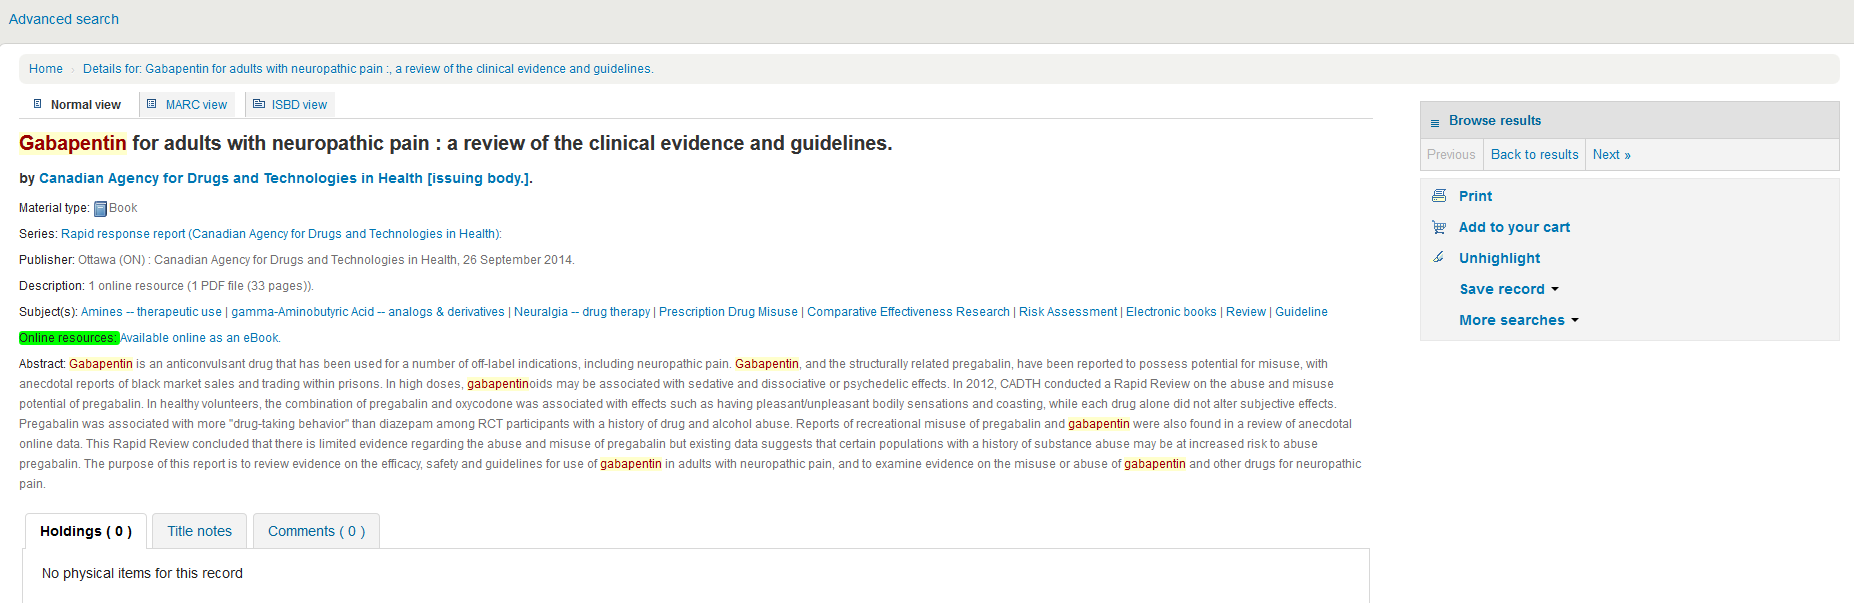 Advanced search
Home › Details for: Gabapentin for adults with neuropathic pain :, a review of the clinical evidence and guidelines.
Normal view MARC view ISBD view
Gabapentin for adults with neuropathic pain : a review of the clinical evidence and guidelines.
by Canadian Agency for Drugs and Technologies in Health [issuing body.].
Material type: Book
Series: Rapid response report (Canadian Agency for Drugs and Technologies in Health):
Publisher: Ottawa (ON) : Canadian Agency for Drugs and Technologies in Health, 26 September 2014.
Description: 1 online resource (1 PDF file (33 pages)).
Subject(s): Amines -- therapeutic use | gamma-Aminobutyric Acid -- analogs & derivatives | Neuralgia -- drug therapy | Prescription Drug Misuse | Comparative Effectiveness Research | Risk Assessment | Electronic books | Review | Guideline
Online resources: Available online as an eBook.
Abstract: Gabapentin is an anticonvulsant drug that has been used for a number of off-label indications, including neuropathic pain. Gabapentin, and the structurally related pregabalin, have been reported to possess potential for misuse, with
anecdotal reports of black market sales and trading within prisons. In high doses, gabapentinoids may be associated with sedative and dissociative or psychedelic effects. In 2012, CADTH conducted a Rapid Review on the abuse and misuse
potential of pregabalin. In healthy volunteers, the combination of pregabalin and oxycodone was associated with effects such as having pleasant/unpleasant bodily sensations and coasting, while each drug alone did not alter subjective effects.
Pregabalin was associated with more "drug-taking behavior" than diazepam among RCT participants with a history of drug and alcohol abuse. Reports of recreational misuse of pregabalin and gabapentin were also found in a review of anecdotal
online data. This Rapid Review concluded that there is limited evidence regarding the abuse and misuse of pregabalin but existing data suggests that certain populations with a history of substance abuse may be at increased risk to abuse
pregabalin. The purpose of this report is to review evidence on the efficacy, safety and guidelines for use of gabapentin in adults with neuropathic pain, and to examine evidence on the misuse or abuse of gabapentin and other drugs for neuropathic
pain.
Holdings ( 0 ) Title notes Comments ( 0 )
No physical items for this record
Browse results
Previous Back to results Next »
Print
Add to your cart
Unhighlight
Save record
More searches